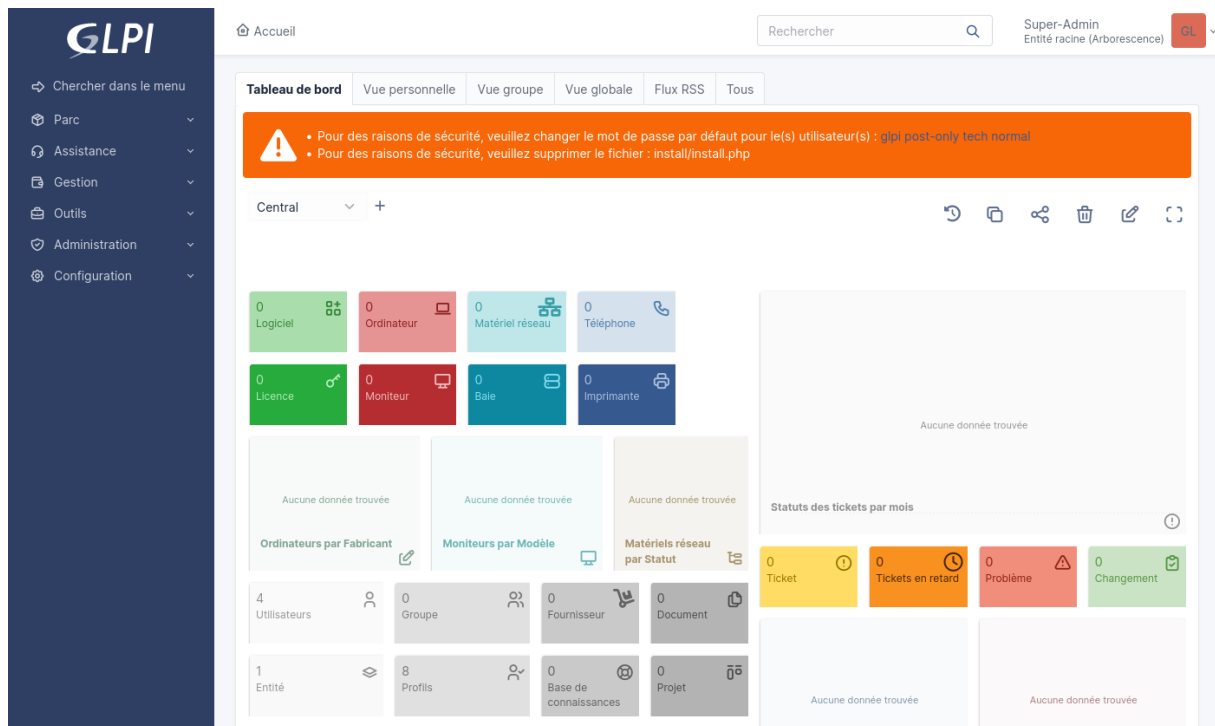 GLPI
Accueil
Rechercher
Super-Admin
Entité racine (Arborescence)
GL
Chercher dans le menu
Parc
Assistance
Gestion
Outils
Administration
Configuration
Tableau de bord
Vue personnelle
Vue groupe
Vue globale
Flux RSS
Tous
• Pour des raisons de sécurité, veuillez changer le mot de passe par défaut pour le(s) utilisateur(s) : glpi post-only tech normal
• Pour des raisons de sécurité, veuillez supprimer le fichier : install/install.php
Central
0
Logiciel
0
Ordinateur
0
Matériel réseau
0
Téléphone
0
Licence
0
Moniteur
0
Baie
0
Imprimante
Aucune donnée trouvée
Ordinateurs par Fabricant
Aucune donnée trouvée
Moniteurs par Modèle
Aucune donnée trouvée
Matériels réseau
par Statut
4
Utilisateurs
0
Groupe
0
Fournisseur
0
Document
1
Entité
8
Profils
0
Base de
connaissances
0
Projet
Aucune donnée trouvée
Statuts des tickets par mois
0
Ticket
0
Tickets en retard
0
Problème
0
Changement
Aucune donnée trouvée
Aucune donnée trouvée